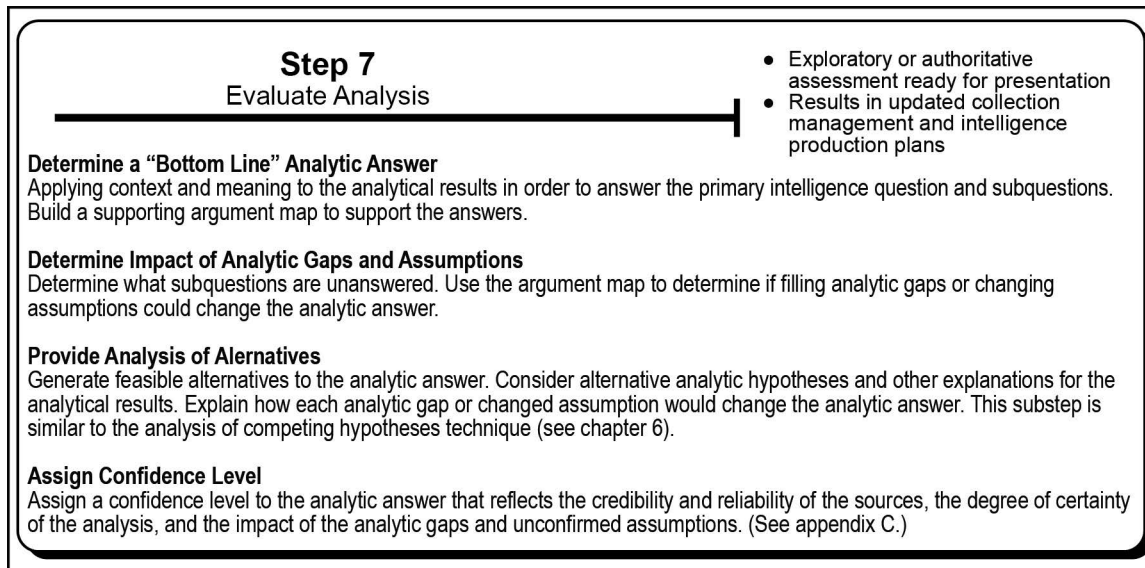 Step 7
Evaluate Analysis
● Exploratory or authoritative
assessment ready for presentation
● Results in updated collection
management and intelligence
production plans
Determine a “Bottom Line” Analytic Answer
Applying context and meaning to the analytical results in order to answer the primary intelligence question and subquestions.
Build a supporting argument map to support the answers.
Determine Impact of Analytic Gaps and Assumptions
Determine what subquestions are unanswered. Use the argument map to determine if filling analytic gaps or changing
assumptions could change the analytic answer.
Provide Analysis of Alernatives
Generate feasible alternatives to the analytic answer. Consider alternative analytic hypotheses and other explanations for the
analytical results. Explain how each analytic gap or changed assumption would change the analytic answer. This substep is
similar to the analysis of competing hypotheses technique (see chapter 6).
Assign Confidence Level
Assign a confidence level to the analytic answer that reflects the credibility and reliability of the sources, the degree of certainty
of the analysis, and the impact of the analytic gaps and unconfirmed assumptions. (See appendix C.)